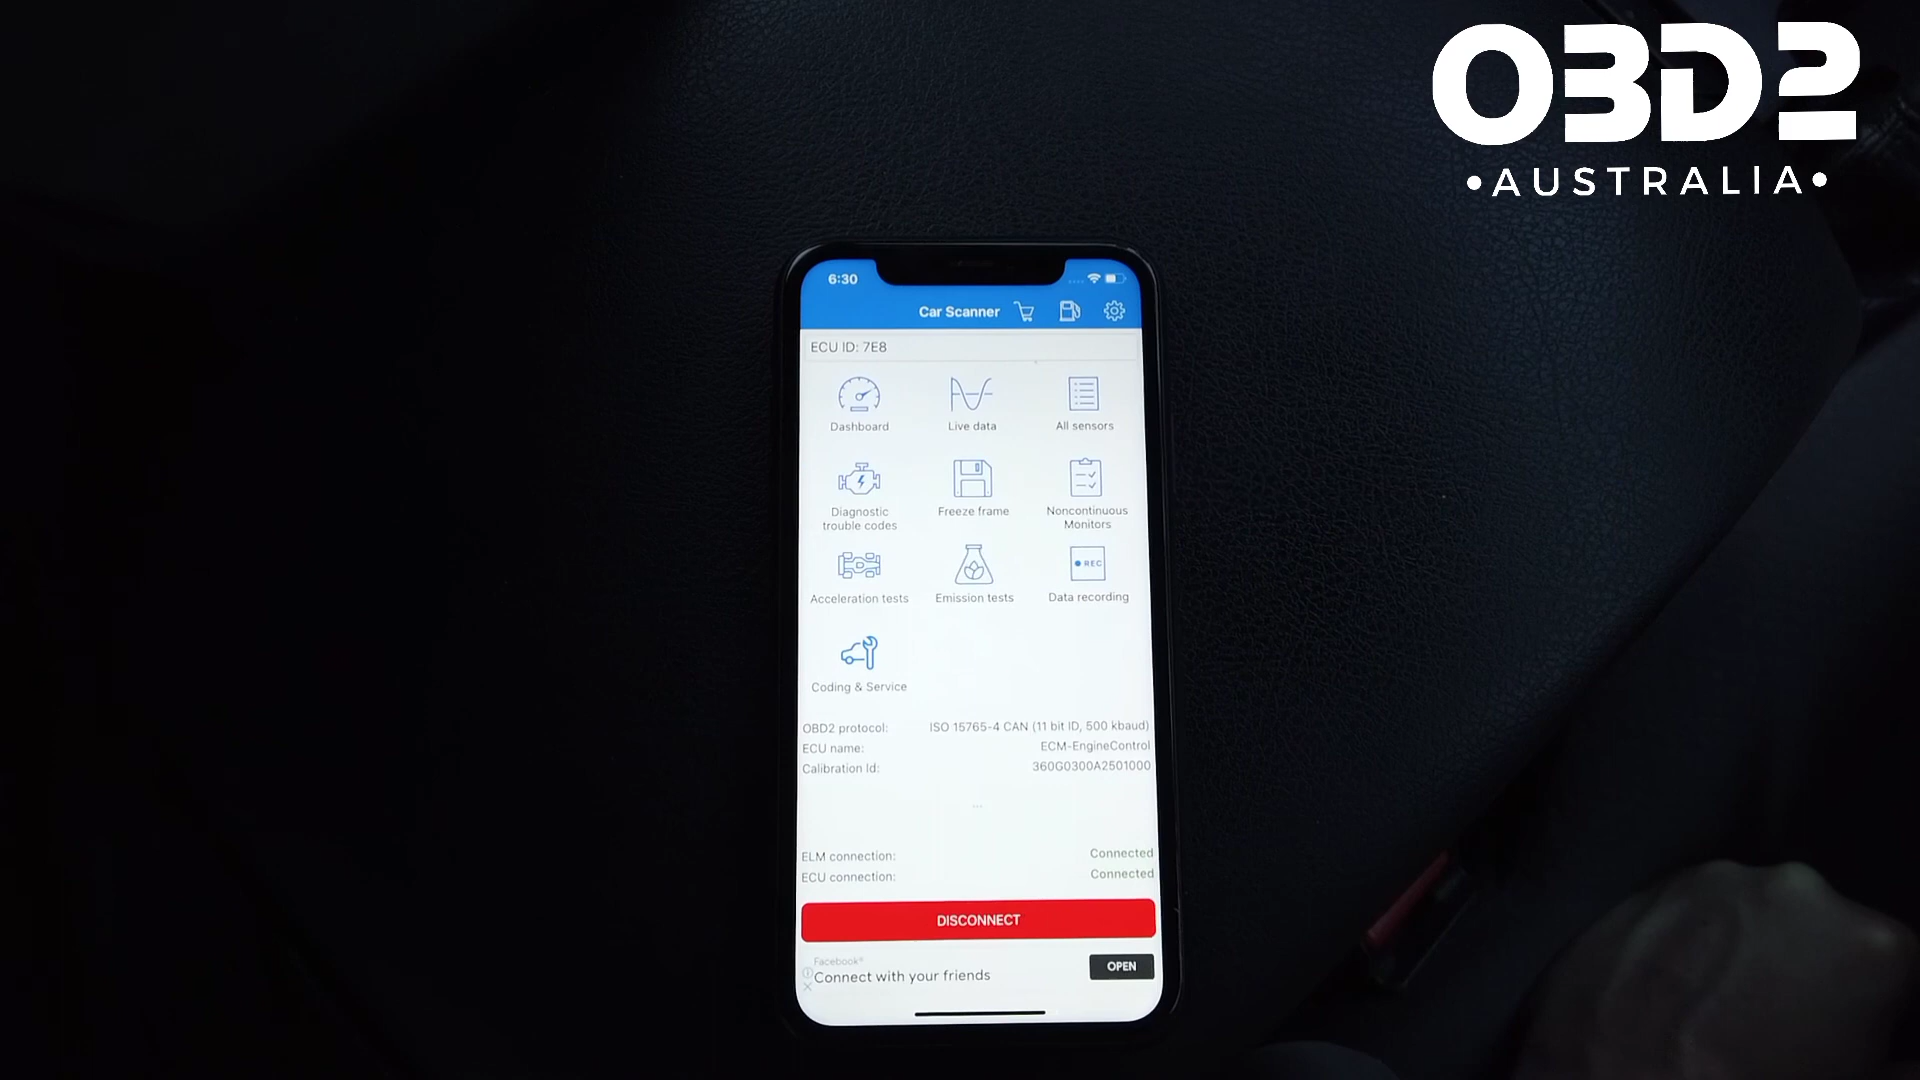 OBD2
•AUSTRALIA•
6:30
Car Scanner
ECU ID: 7E8
Dashboard
Live data
All sensors
Diagnostic
trouble codes
Freeze frame
Noncontinuous
Monitors
Acceleration tests
Emission tests
REC
Data recording
Coding & Service
OBD2 protocol: ISO 15765-4 CAN (11 bit ID, 500 kbaud)
ECU name: ECM-EngineControl
Calibration Id: 360G0300A2501000
...
ELM connection: Connected
ECU connection: Connected
DISCONNECT
Facebook®
Connect with your friends
OPEN